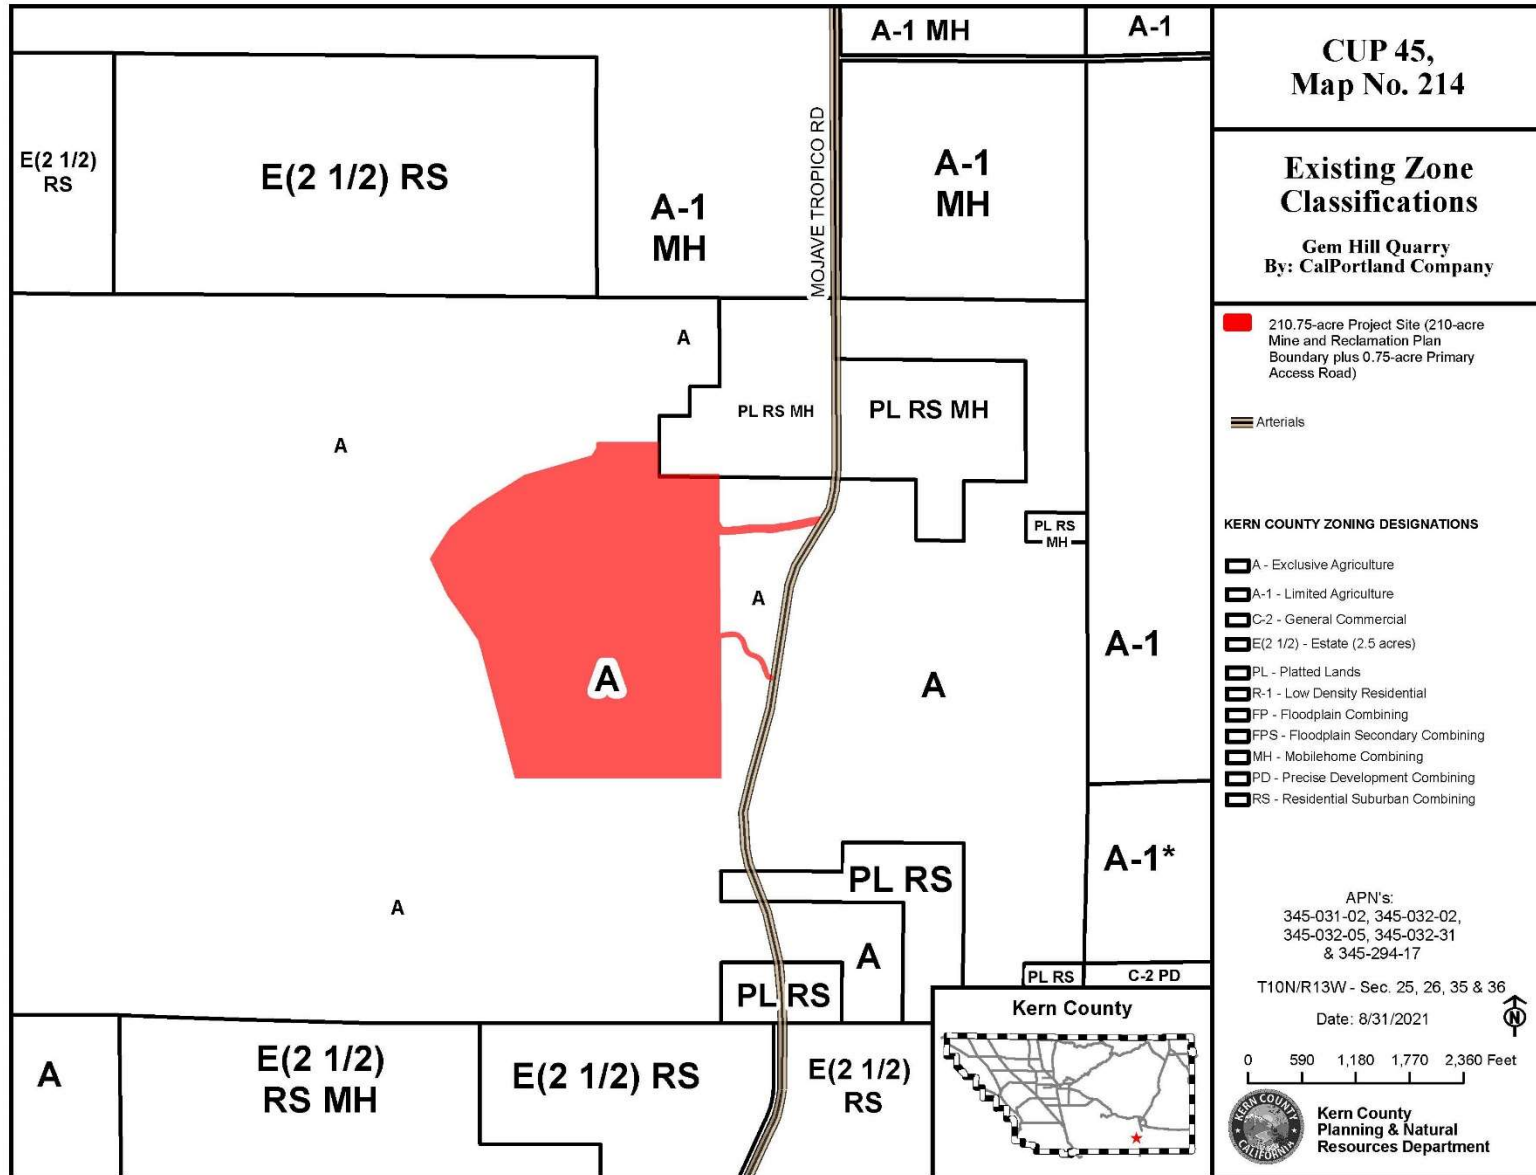 A-1 MH
A-1
E(2 1/2)
RS
E(2 1/2) RS
A-1
MH
MOJAVE TROPICO RD
A-1
MH
A
A
PL RS MH
PL RS MH
PL RS
MH
A
A
A
A-1
A
PL RS
A-1*
A
PL RS
PL RS
C-2 PD
A
E(2 1/2)
RS MH
E(2 1/2) RS
E(2 1/2)
RS
Kern County
CUP 45,
Map No. 214
Existing Zone
Classifications
Gem Hill Quarry
By: CalPortland Company
210.75-acre Project Site (210-acre
Mine and Reclamation Plan
Boundary plus 0.75-acre Primary
Access Road)
Arterials
KERN COUNTY ZONING DESIGNATIONS
A - Exclusive Agriculture
A-1 - Limited Agriculture
C-2 - General Commercial
E(2 1/2) - Estate (2.5 acres)
PL - Platted Lands
R-1 - Low Density Residential
FP - Floodplain Combining
FPS - Floodplain Secondary Combining
MH - Mobilehome Combining
PD - Precise Development Combining
RS - Residential Suburban Combining
APN's:
345-031-02, 345-032-02,
345-032-05, 345-032-31
& 345-294-17
T10N/R13W - Sec. 25, 26, 35 & 36
Date: 8/31/2021
N
0 590 1,180 1,770 2,360 Feet
KERN COUNTY
CALIFORNIA
Kern County
Planning & Natural
Resources Department